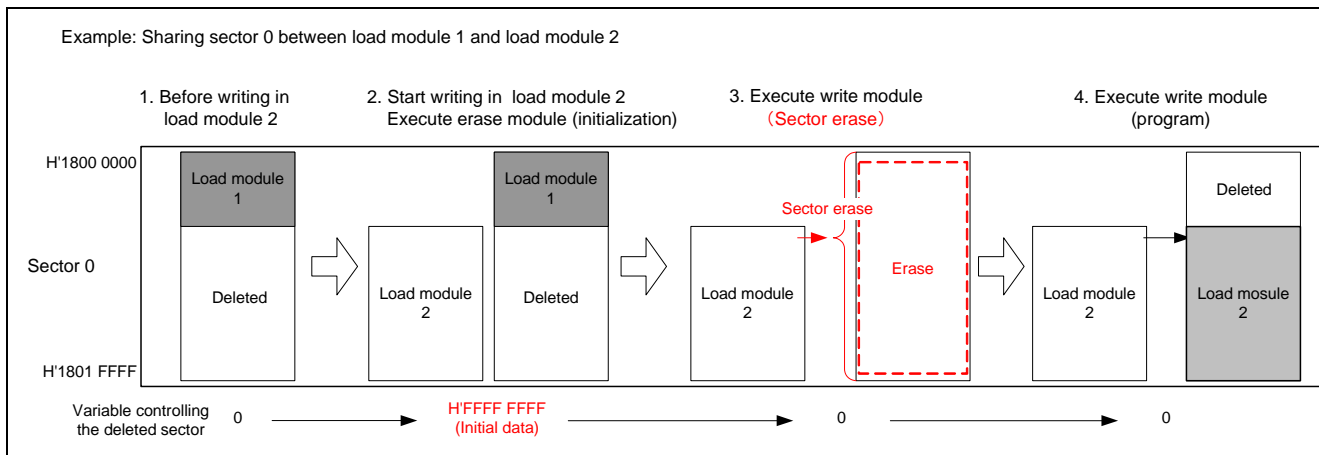 Example: Sharing sector 0 between load module 1 and load module 2
1. Before writing in
load module 2
2. Start writing in load module 2
Execute erase module (initialization)
3. Execute write module
(Sector erase)
4. Execute write module
(program)
H'1800 0000
Sector 0
H'1801 FFFF
Load module
1
Deleted
Load module
2
Load module
1
Deleted
Load module
2
Sector erase
Erase
Load module
2
Deleted
Load mosule
2
Variable controlling
the deleted sector
0
H'FFFF FFFF
(Initial data)
0
0